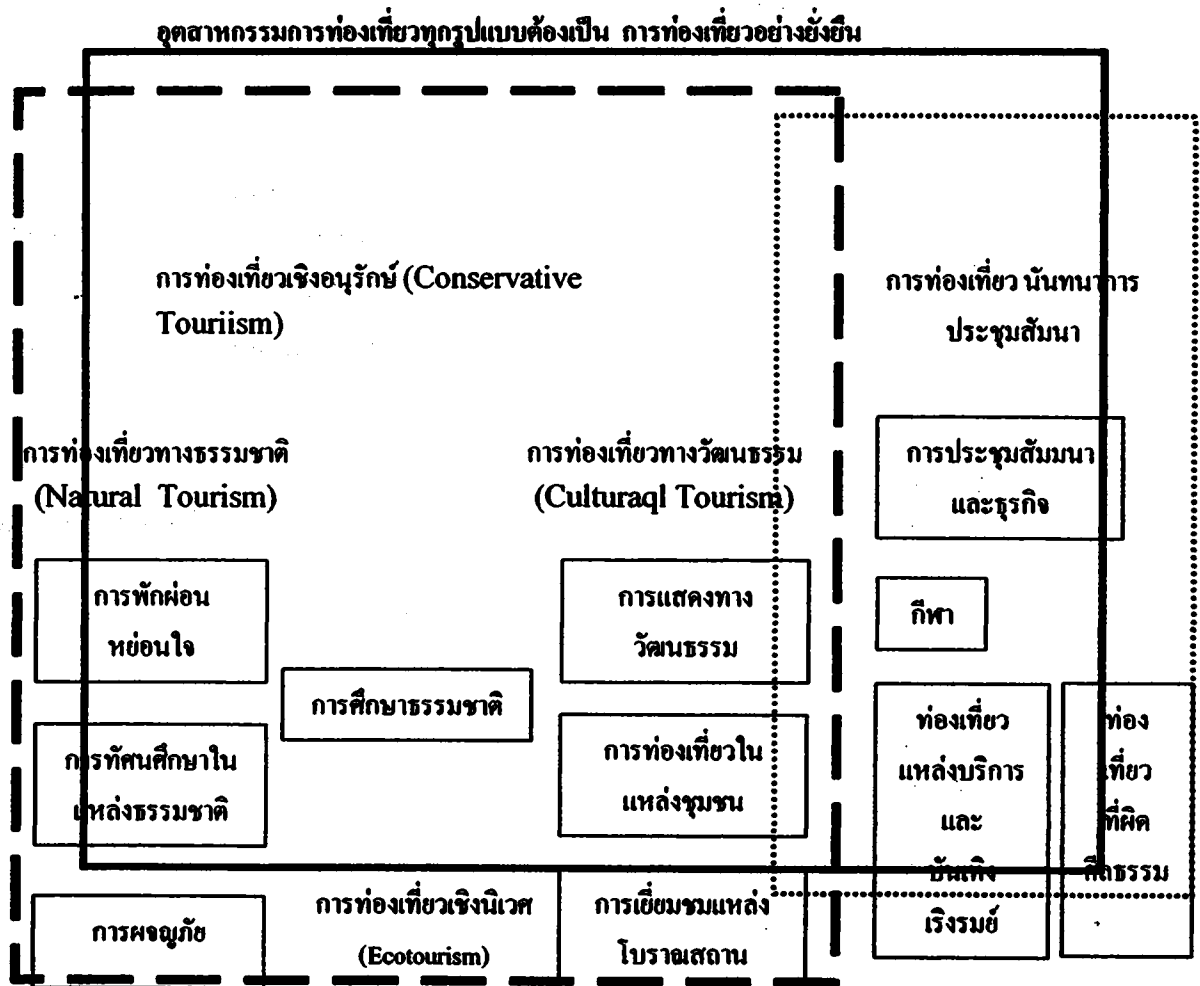 อุตสาหกรรมการท่องเที่ยวทุกรูปแบบต้องเป็น การท่องเที่ยวอย่างยั่งยืน
การท่องเที่ยวเชิงอนุรักษ์ (Conservative
Touriism)
การท่องเที่ยว นันทนาการ
ประชุมสัมนา
การท่องเที่ยวทางธรรมชาติ
(Natural Tourism)
การท่องเที่ยวทางวัฒนธรรม
(Culturaql Tourism)
การประชุมสัมมนา
และธุรกิจ
การพักผ่อน
หย่อนใจ
การแสดงทาง
วัฒนธรรม
กีฬา
การศึกษาธรรมชาติ
การทัศนศึกษาใน
แหล่งธรรมชาติ
การท่องเที่ยวใน
แหล่งชุมชน
ท่องเที่ยว
แหล่งบริการ
และ
บันเทิง
เริงรมย์
ท่อง
เที่ยว
ที่ผิด
ศีลธรรม
การผจญภัย
การท่องเที่ยวเชิงนิเวศ
(Ecotourism)
การเยี่ยมชมแหล่ง
โบราณสถาน